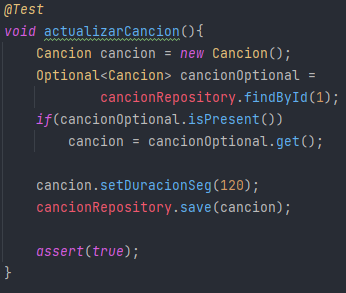 @Test
void actualizarCancion(){
    Cancion cancion = new Cancion();
    Optional<Cancion> cancionOptional =
            cancionRepository.findById(1);
    if(cancionOptional.isPresent())
        cancion = cancionOptional.get();

    cancion.setDuracionSeg(120);
    cancionRepository.save(cancion);

    assert(true);
}